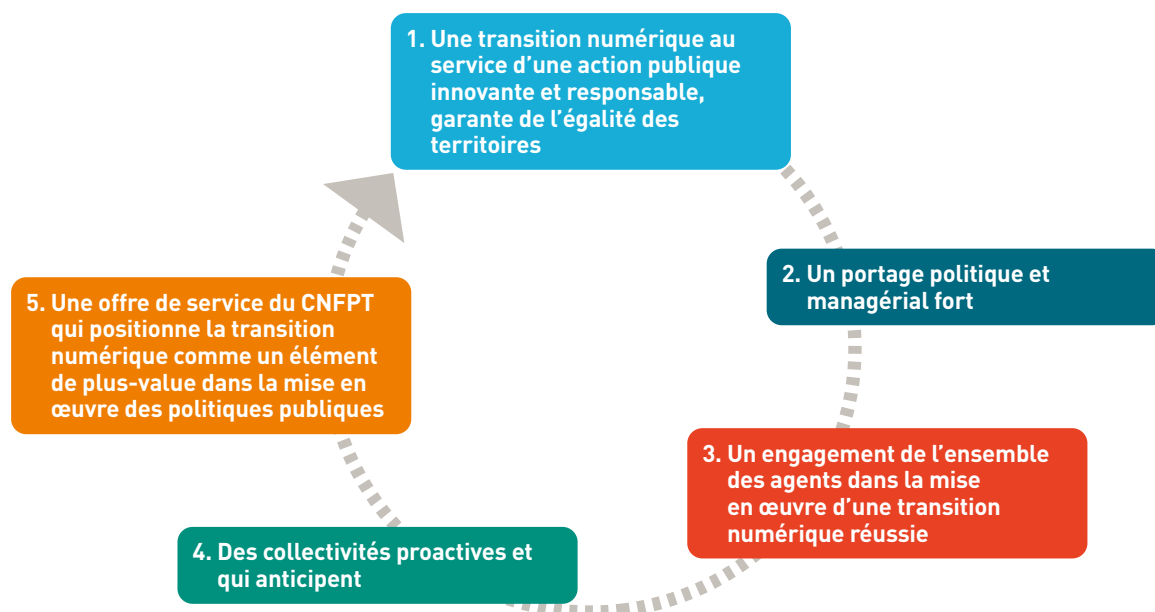 1. Une transition numérique au
service d’une action publique
innovante et responsable,
garante de l’égalité des
territoires
2. Un portage politique et
managérial fort
3. Un engagement de l’ensemble
des agents dans la mise
en œuvre d’une transition
numérique réussie
4. Des collectivités proactives et
qui anticipent
5. Une offre de service du CNFPT
qui positionne la transition
numérique comme un élément
de plus-value dans la mise en
œuvre des politiques publiques